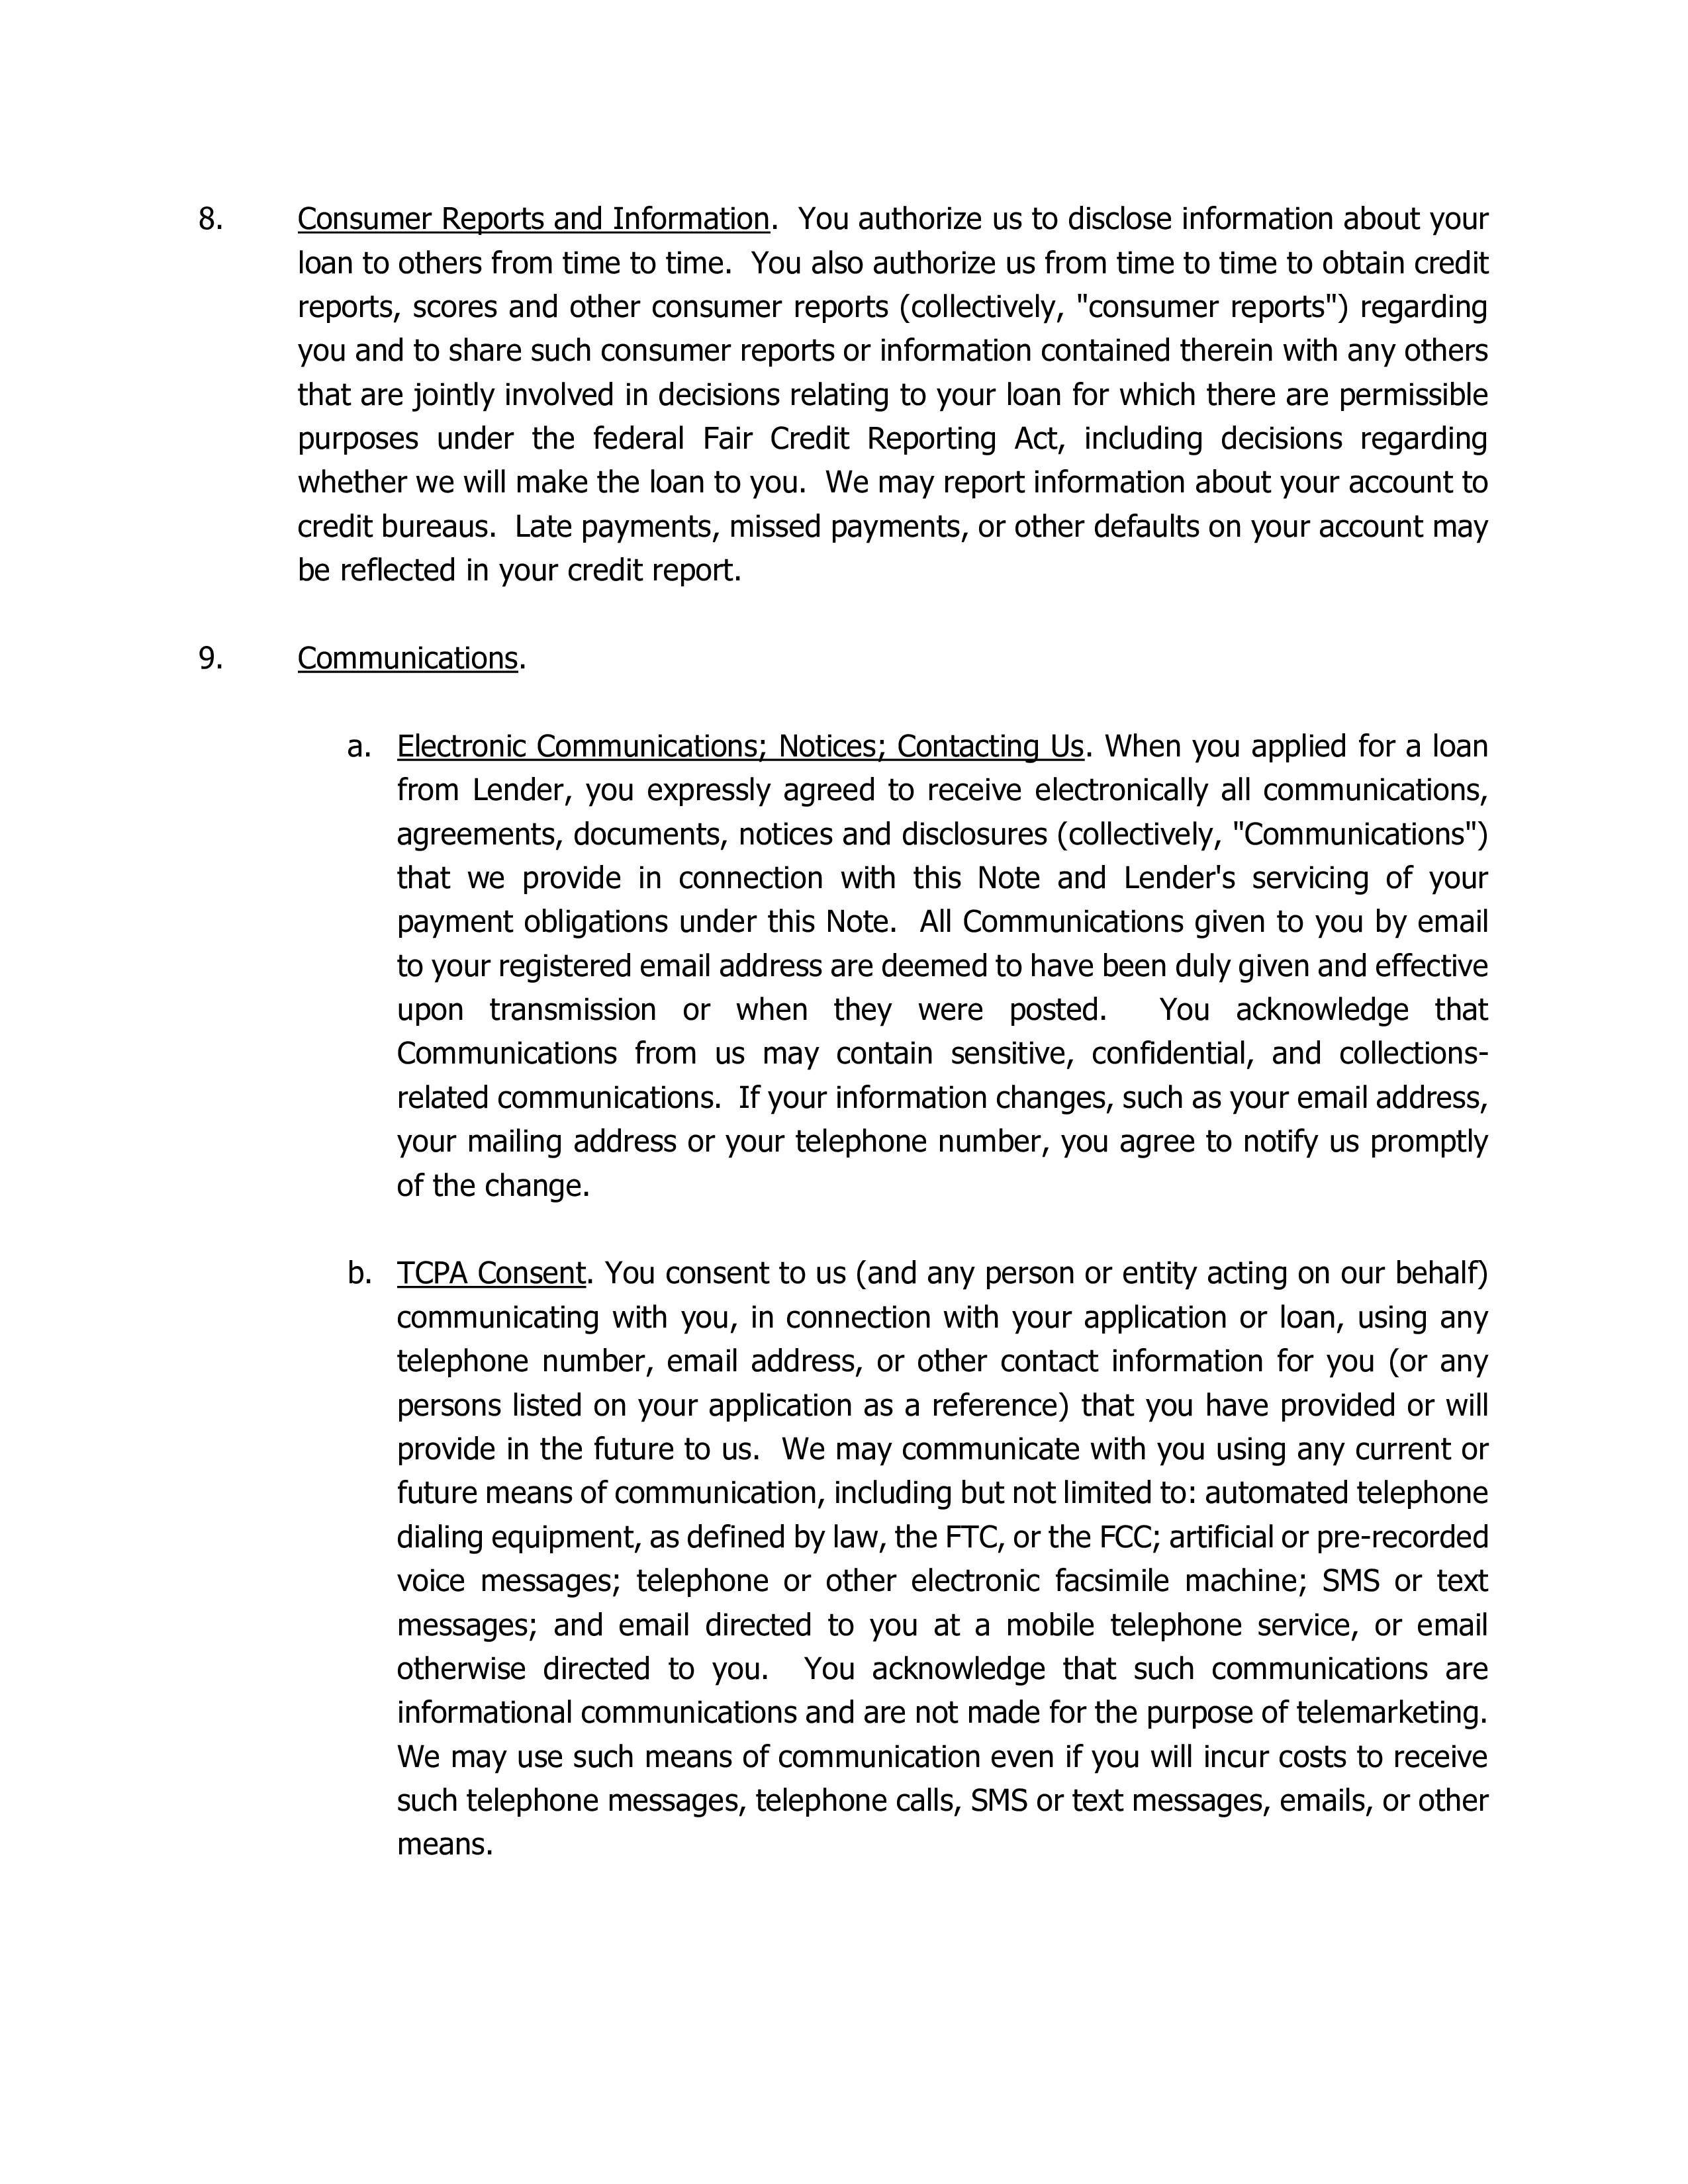 8. Consumer Reports and Information. You authorize us to disclose information about your
loan to others from time to time. You also authorize us from time to time to obtain credit
reports, scores and other consumer reports (collectively, "consumer reports") regarding
you and to share such consumer reports or information contained therein with any others
that are jointly involved in decisions relating to your loan for which there are permissible
purposes under the federal Fair Credit Reporting Act, including decisions regarding
whether we will make the loan to you. We may report information about your account to
credit bureaus. Late payments, missed payments, or other defaults on your account may
be reflected in your credit report.
9. Communications.
a. Electronic Communications; Notices; Contacting Us. When you applied for a loan
from Lender, you expressly agreed to receive electronically all communications,
agreements, documents, notices and disclosures (collectively, "Communications")
that we provide in connection with this Note and Lender's servicing of your
payment obligations under this Note. All Communications given to you by email
to your registered email address are deemed to have been duly given and effective
upon transmission or when they were posted. You acknowledge that
Communications from us may contain sensitive, confidential, and collections-
related communications. If your information changes, such as your email address,
your mailing address or your telephone number, you agree to notify us promptly
of the change.
b. TCPA Consent. You consent to us (and any person or entity acting on our behalf)
communicating with you, in connection with your application or loan, using any
telephone number, email address, or other contact information for you (or any
persons listed on your application as a reference) that you have provided or will
provide in the future to us. We may communicate with you using any current or
future means of communication, including but not limited to: automated telephone
dialing equipment, as defined by law, the FTC, or the FCC; artificial or pre-recorded
voice messages; telephone or other electronic facsimile machine; SMS or text
messages; and email directed to you at a mobile telephone service, or email
otherwise directed to you. You acknowledge that such communications are
informational communications and are not made for the purpose of telemarketing.
We may use such means of communication even if you will incur costs to receive
such telephone messages, telephone calls, SMS or text messages, emails, or other
means.